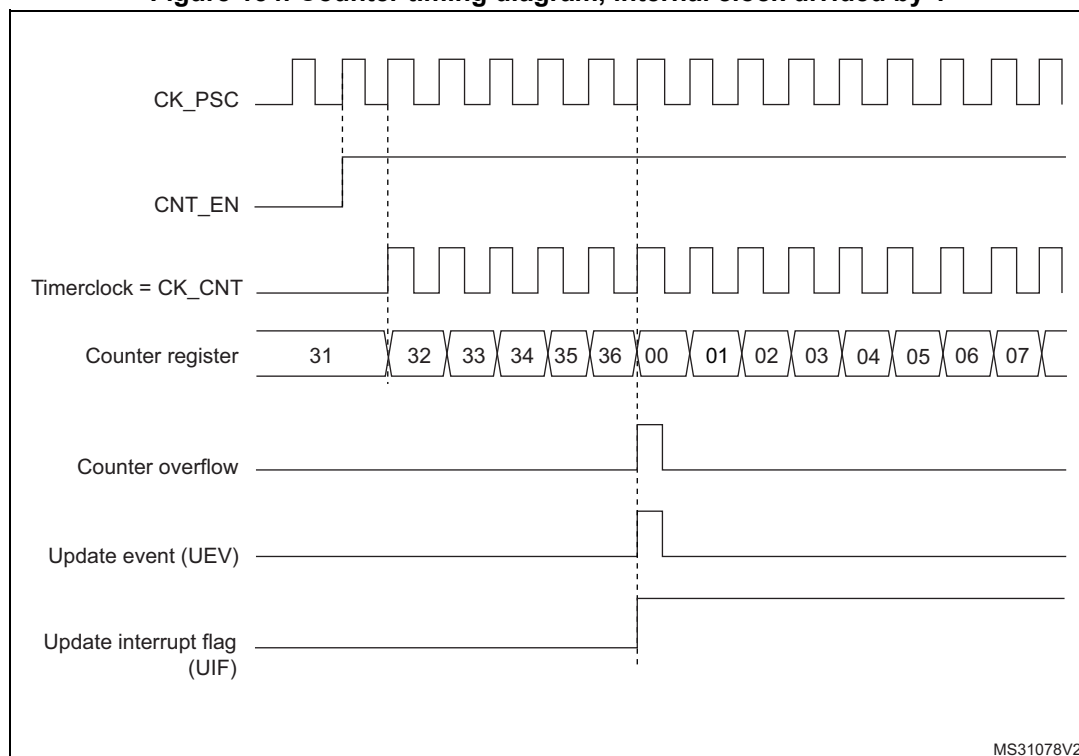 CK_PSC
CNT_EN
Timerclock = CK_CNT
Counter register 31 32 33 34 35 36 00 01 02 03 04 05 06 07
Counter overflow
Update event (UEV)
Update interrupt flag
(UIF)
MS31078V2